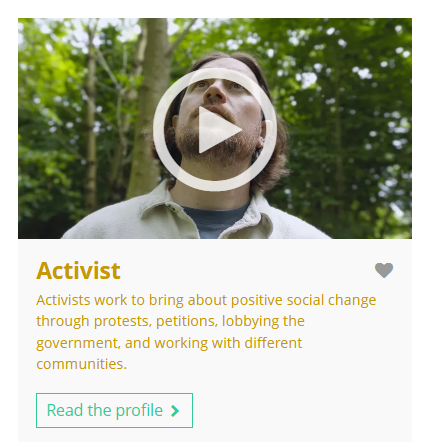 Activist
Activists work to bring about positive social change
through protests, petitions, lobbying the
government, and working with different
communities.
Read the profile